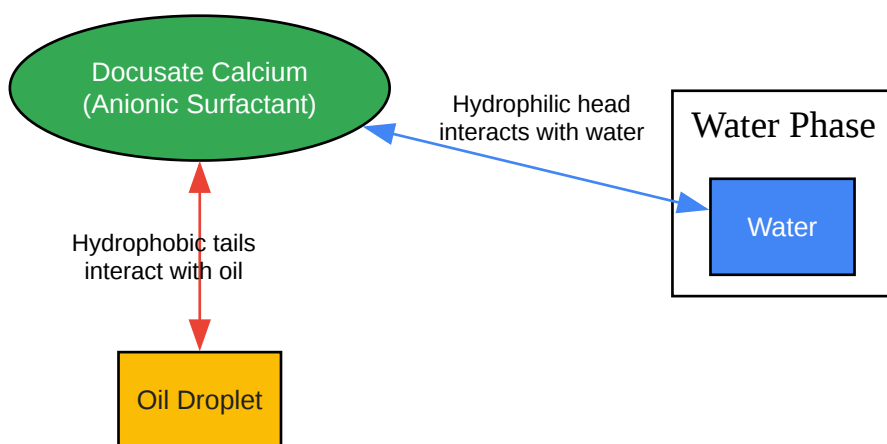 Docusate Calcium
(Anionic Surfactant)
Hydrophilic head
interacts with water
Water Phase
Water
Hydrophobic tails
interact with oil
Oil Droplet